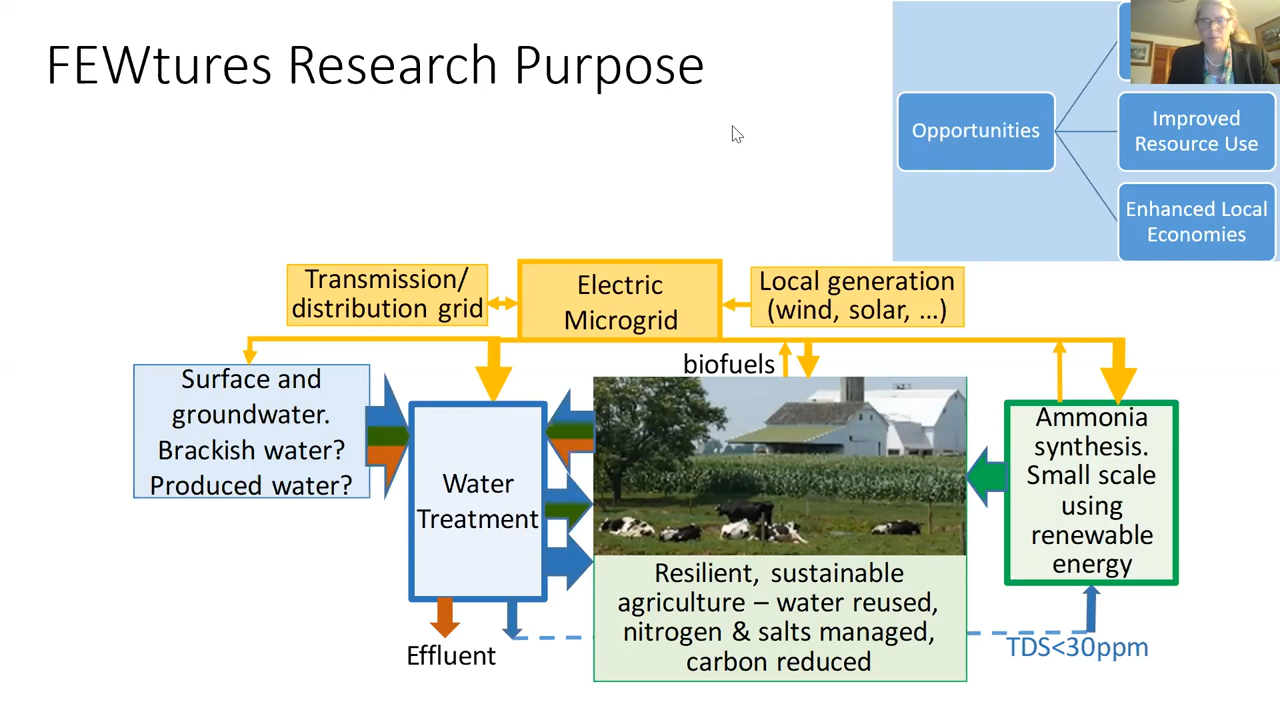 FEWtures Research Purpose
Opportunities
Improved
Resource Use
Enhanced Local
Economies
Transmission/
distribution grid
Electric
Microgrid
Local generation
(wind, solar, ...)
biofuels
Surface and
groundwater.
Brackish water?
Produced water?
Water
Treatment
Ammonia
synthesis.
Small scale
using
renewable
energy
Resilient, sustainable
agriculture – water reused,
nitrogen & salts managed,
carbon reduced
Effluent
TDS<30ppm